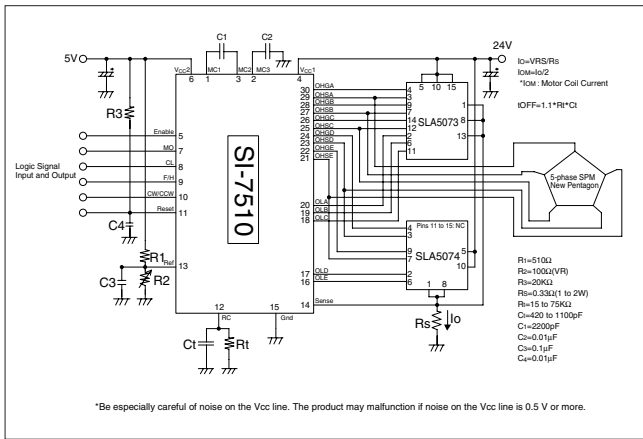 C1
C2
5V
24V
Vcc2
MC1
MC2
MC3
Vcc1
6
1
3
2
4
Io=VRS/RS
IOM=Io/2
*IOM : Motor Coil Current
tOFF=1.1*Rt*Ct
R3
OHGA
30
OHSA
29
OHGB
28
OHSB
27
OHGC
26
OHSC
25
OHGD
24
OHSD
23
OHGE
22
OHSE
21
5 10 15
4
3
9
7
14
12
2
6
11
1
8
13
SLA5073
5-phase SPM
New Pentagon
Logic Signal
Input and Output
Enable
5
MO
7
CL
8
F/H
9
CW/CCW
10
Reset
11
SI-7510
OLA
20
OLB
19
OLC
18
C4
Pins 11 to 15: NC
4
3
9
7
2
6
5
10
SLA5074
1 8
R1
Ref
13
C3
R2
OLD
17
OLE
16
Sense
14
12
RC
15
Gnd
Ct
Rt
Rs
Io
R1=510Ω
R2=100Ω(VR)
R3=20KΩ
RS=0.33Ω(1 to 2W)
Rt=15 to 75KΩ
Ct=420 to 1100pF
C1=2200pF
C2=0.01µF
C3=0.1µF
C4=0.01µF
*Be especially careful of noise on the Vcc line. The product may malfunction if noise on the Vcc line is 0.5 V or more.